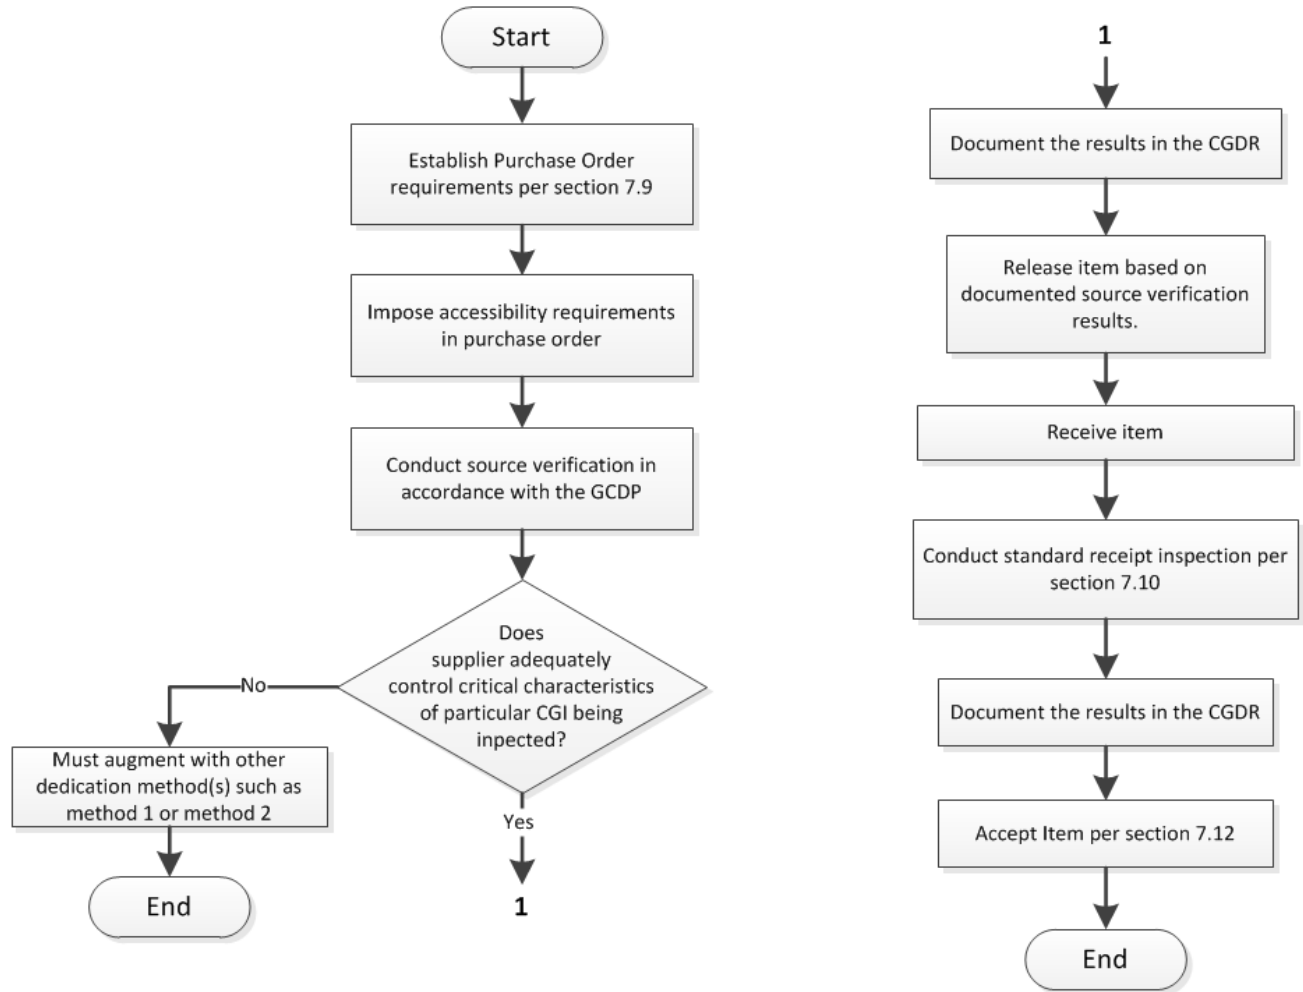 Start
Establish Purchase Order
requirements per section 7.9
Impose accessibility requirements
in purchase order
Conduct source verification in
accordance with the GCDP
Does
supplier adequately
control critical characteristics
of particular CGI being
inpected?
No
Must augment with other
dedication method(s) such as
method 1 or method 2
End
Yes
1
1
Document the results in the CGDR
Release item based on
documented source verification
results.
Receive item
Conduct standard receipt inspection per
section 7.10
Document the results in the CGDR
Accept Item per section 7.12
End